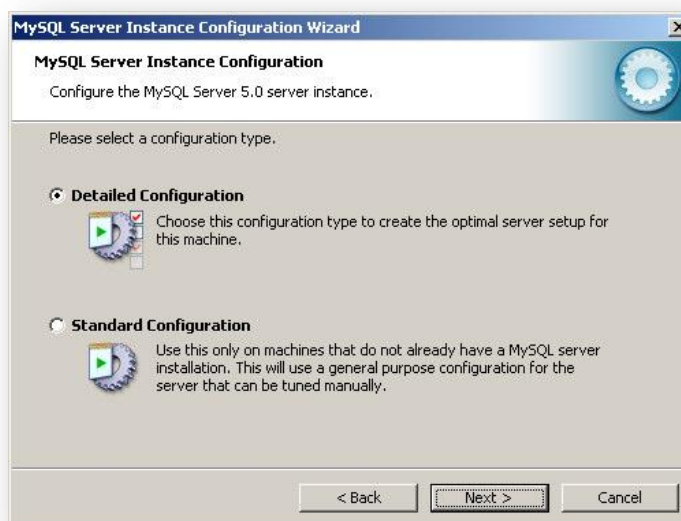 MySQL Server Instance Configuration Wizard
MySQL Server Instance Configuration
Configure the MySQL Server 5.0 server instance.
Please select a configuration type.
Detailed Configuration
Choose this configuration type to create the optimal server setup for
this machine.
Standard Configuration
Use this only on machines that do not already have a MySQL server
installation. This will use a general purpose configuration for the
server that can be tuned manually.
< Back
Next >
Cancel